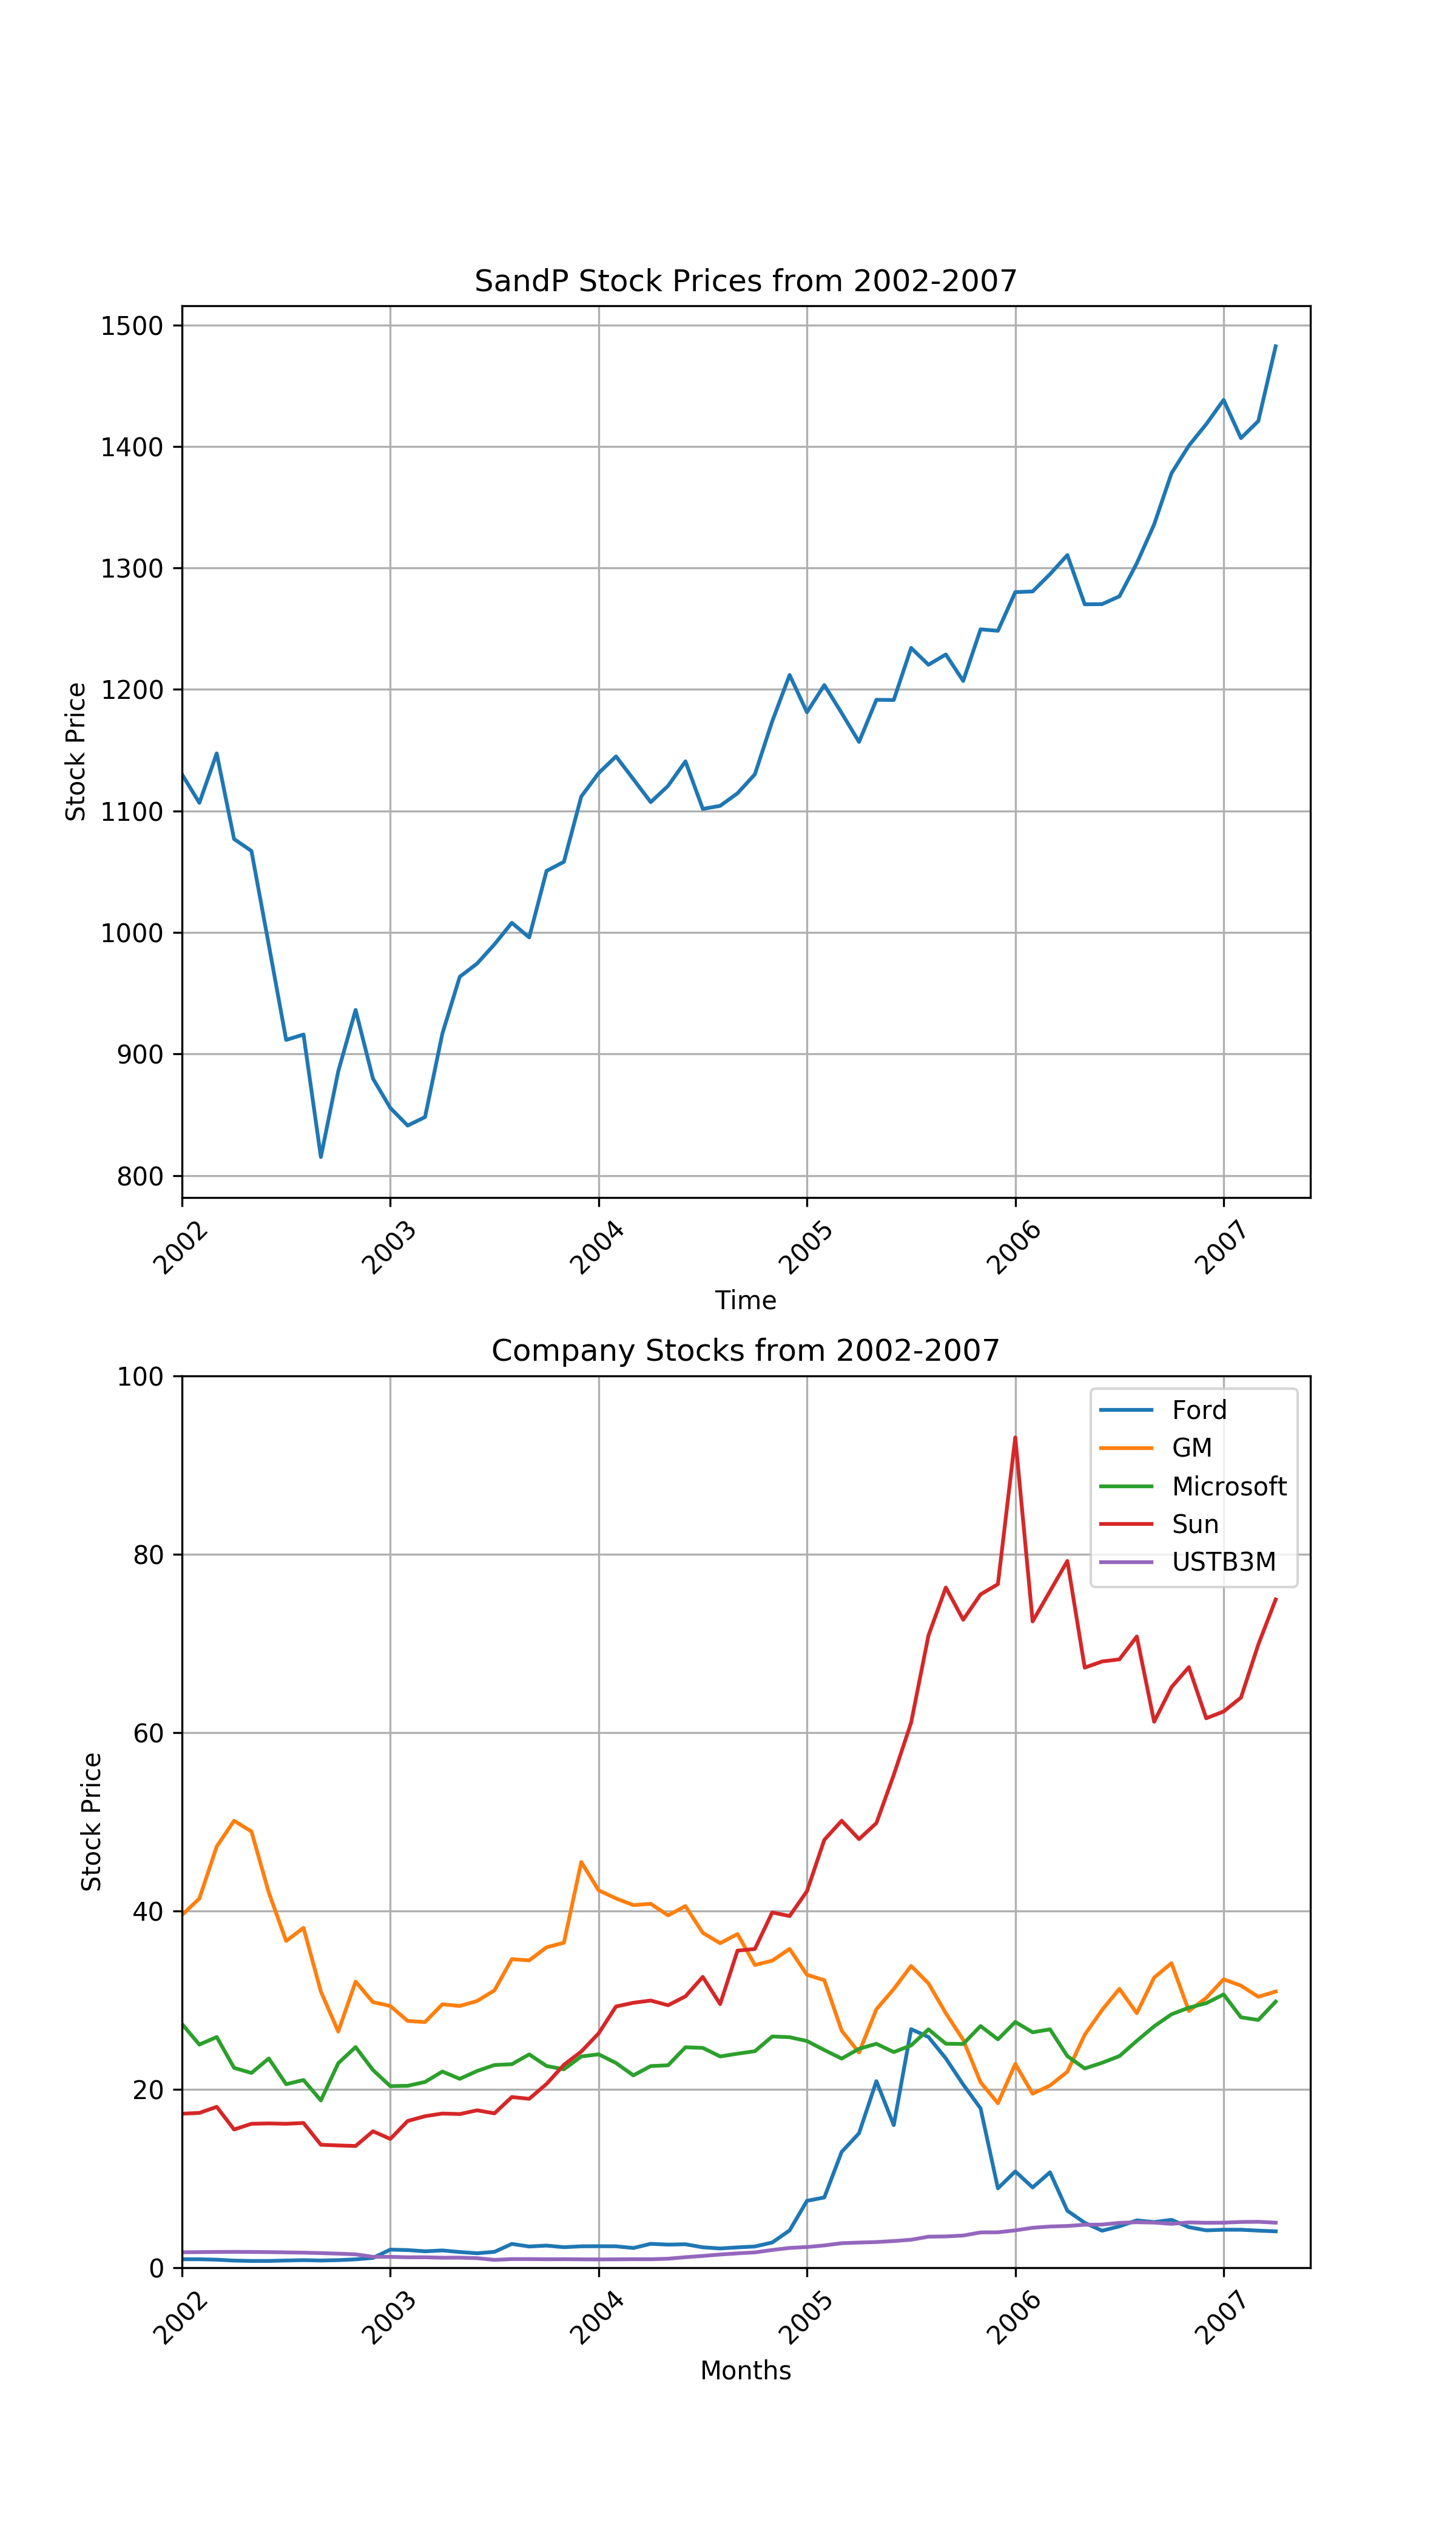 SandP Stock Prices from 2002-2007
1500
1400
1300
1200
1100
1000
900
800
Stock Price
2002
2003
2004
2005
2006
2007
Time
Company Stocks from 2002-2007
100
80
60
40
20
0
Stock Price
Ford
GM
Microsoft
Sun
USTB3M
2002
2003
2004
2005
2006
2007
Months